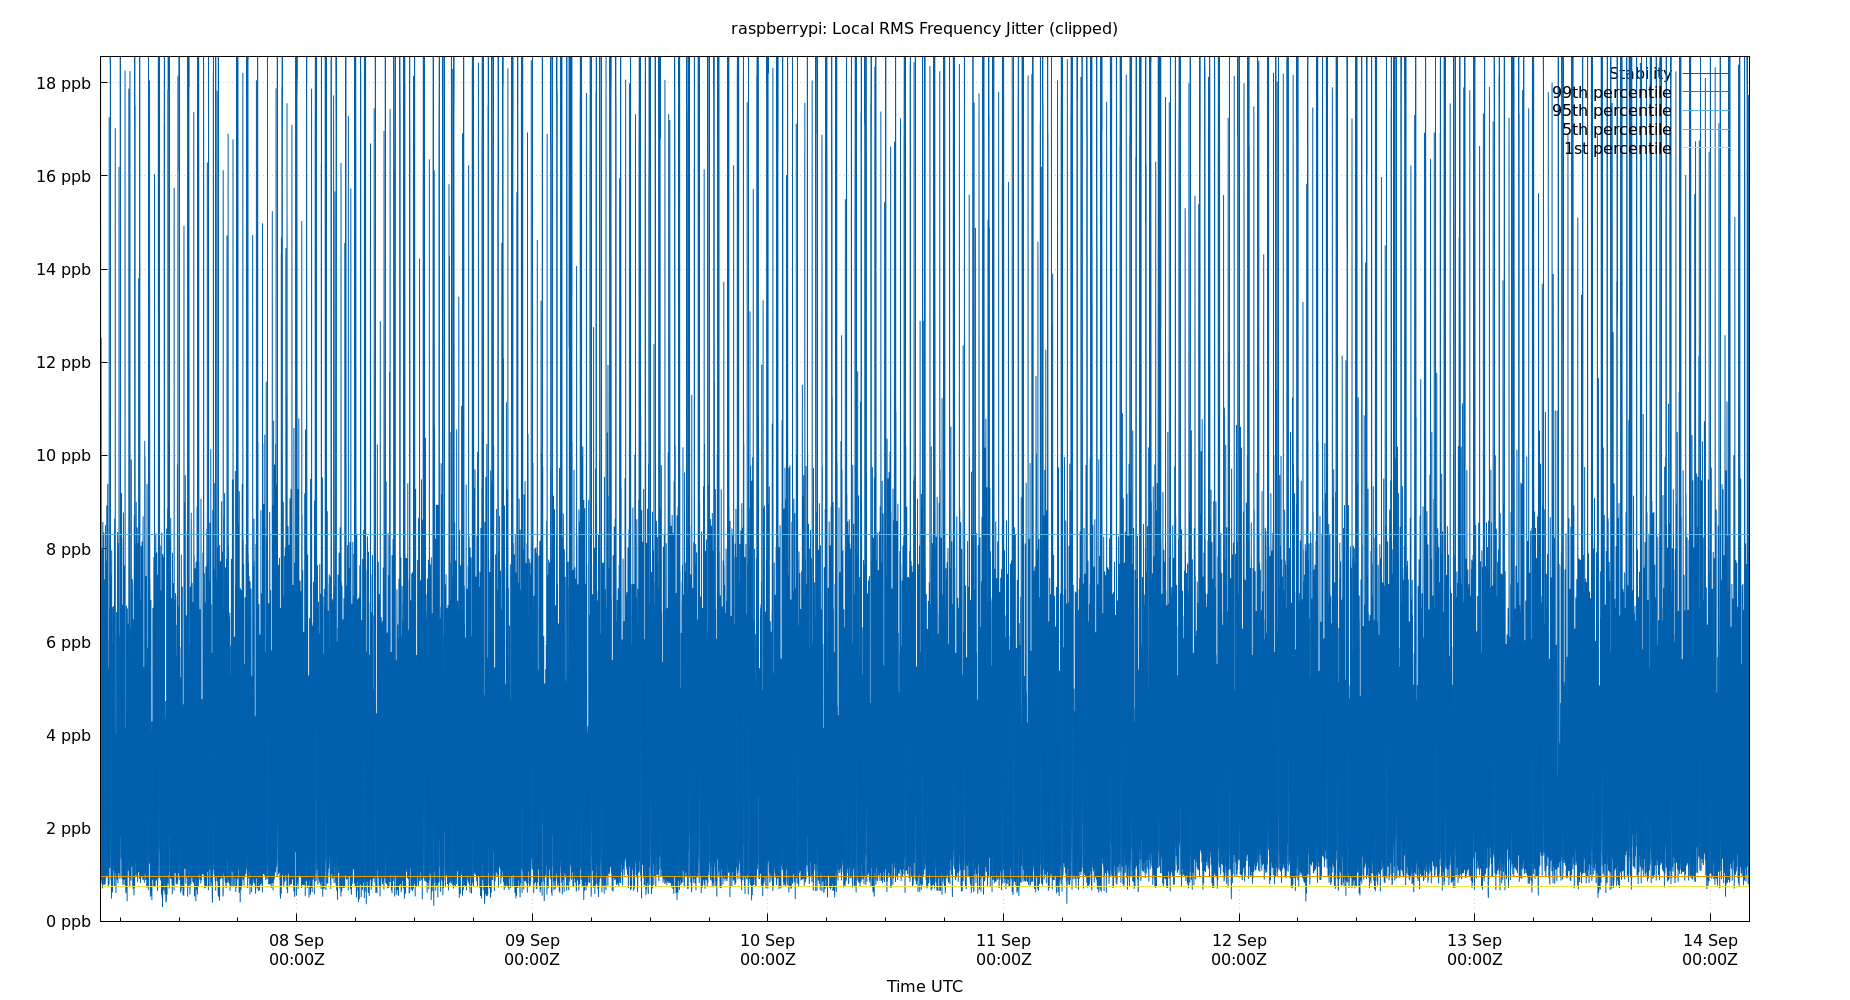 raspberrypi: Local RMS Frequency Jitter (clipped)
18 ppb
16 ppb
14 ppb
12 ppb
10 ppb
8 ppb
6 ppb
4 ppb
2 ppb
0 ppb
Stability
99th percentile
95th percentile
5th percentile
1st percentile
08 Sep
00:00Z
09 Sep
00:00Z
10 Sep
00:00Z
11 Sep
00:00Z
12 Sep
00:00Z
13 Sep
00:00Z
14 Sep
00:00Z
Time UTC